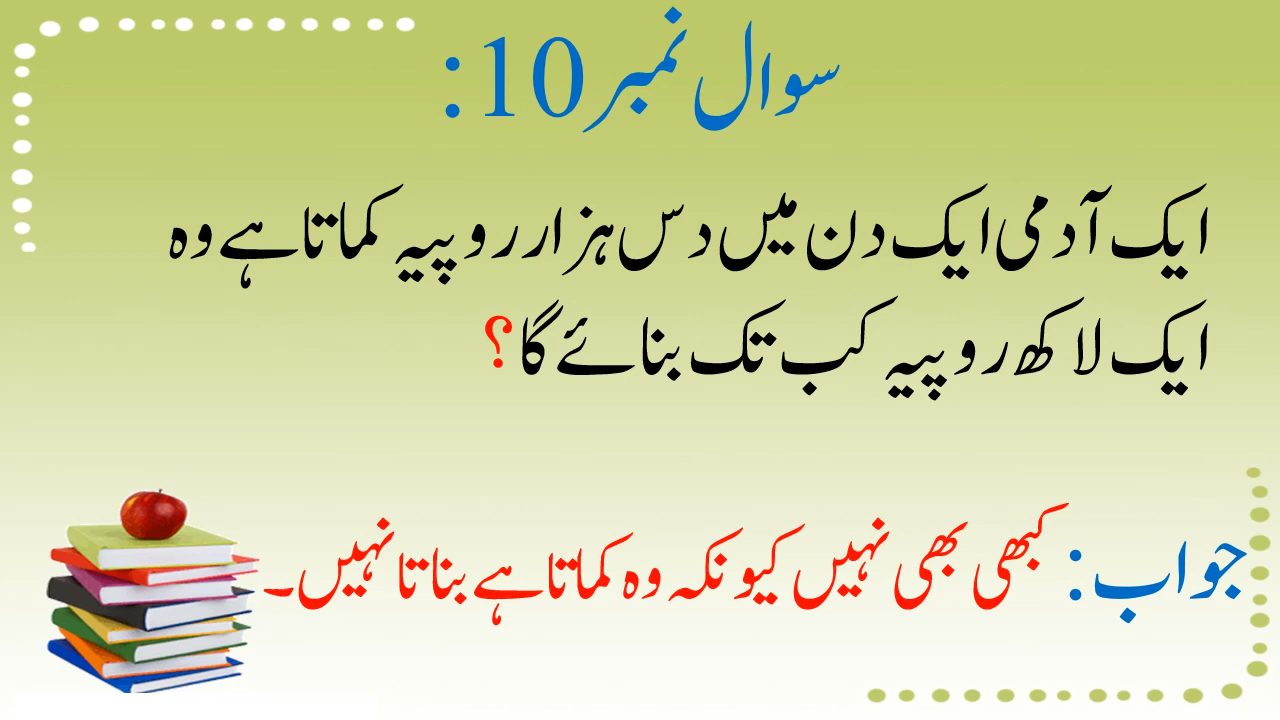 سوال نمبر 10:
ایک آدمی ایک دن میں دس ہزار روپیہ کماتا ہے وہ
ایک لاکھ روپیہ کب تک بنائے گا؟
جواب: کبھی بھی نہیں کیونکہ وہ کماتا ہے بناتا نہیں۔